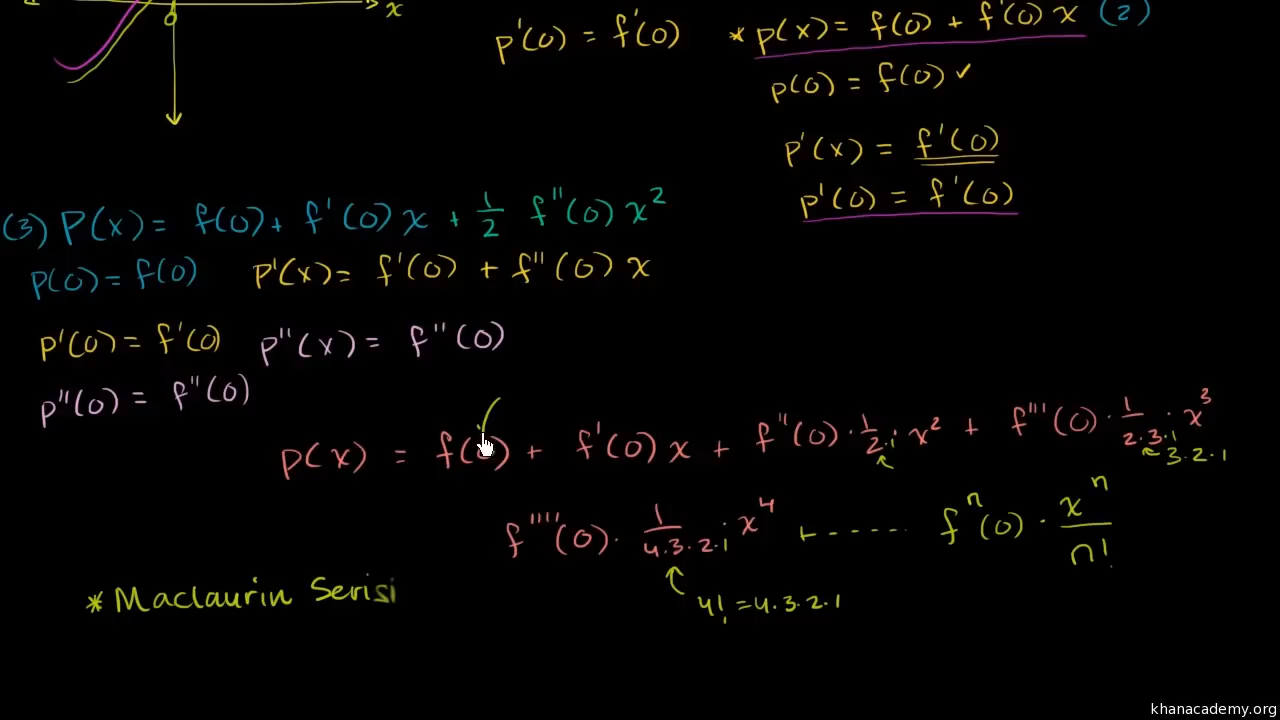 x
0
p'(0) = f'(0)
* p(x) = f(0) + f'(0) x (2)
p(0) = f(0) ✓
p'(x) = f'(0)
p'(0) = f'(0)
(3) P(x) = f(0) + f'(0) x + 1/2 f''(0) x²
p(0) = f(0) p'(x) = f'(0) + f''(0) x
p'(0) = f'(0) p''(x) = f''(0)
p''(0) = f''(0)
p(x) = f(0) + f'(0) x + f''(0) · 1/2·1 x² + f'''(0) · 1/2·3·1 · x³
3·2·1
f''''(0) · 1/4·3·2·1 x⁴ + ----- fⁿ(0) · xⁿ/n!
* Maclaurin Serisi
4! = 4·3·2·1
khanacademy.org